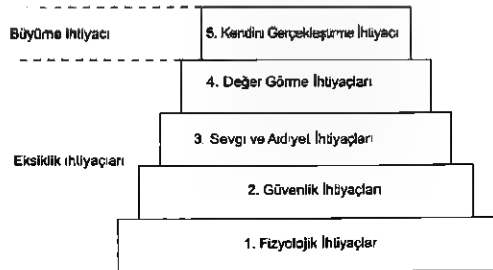 Büyüme İhtiyacı
5. Kendini Gerçekleştirme İhtiyacı
4. Değer Görme İhtiyaçları
3. Sevgi ve Aidiyet İhtiyaçları
Eksiklik ihtiyaçları
2. Güvenlik İhtiyaçları
1. Fizyolojik İhtiyaçlar